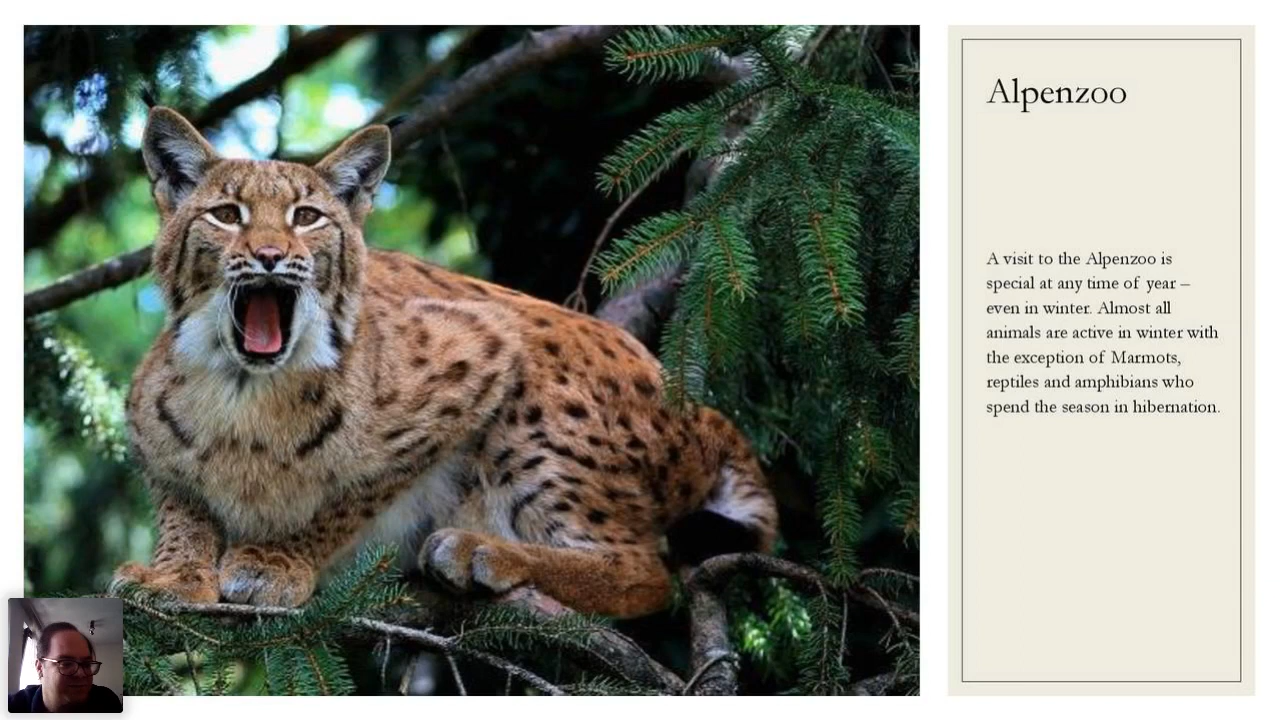 Alpenzoo
A visit to the Alpenzoo is
special at any time of year –
even in winter. Almost all
animals are active in winter with
the exception of Marmots,
reptiles and amphibians who
spend the season in hibernation.